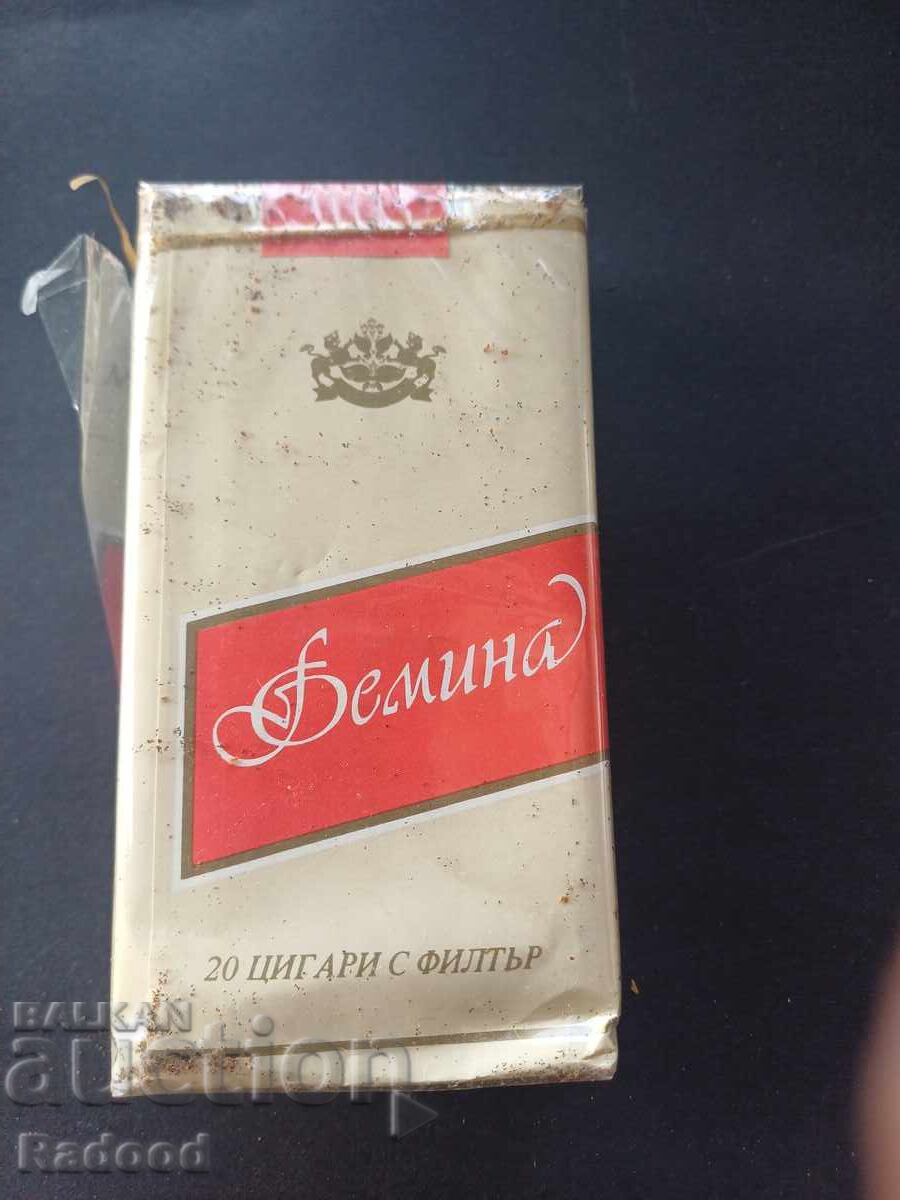 Фемина
20 ЦИГАРИ С ФИЛТЪР
BALKAN
auction
Radood